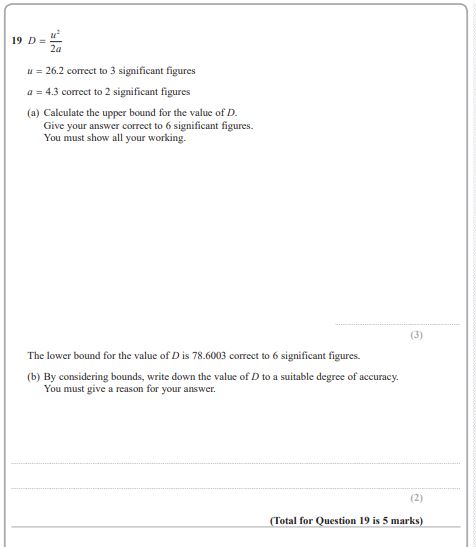 19 D = u²/2a
u = 26.2 correct to 3 significant figures
a = 4.3 correct to 2 significant figures
(a) Calculate the upper bound for the value of D.
Give your answer correct to 6 significant figures.
You must show all your working.
(3)
The lower bound for the value of D is 78.6003 correct to 6 significant figures.
(b) By considering bounds, write down the value of D to a suitable degree of accuracy.
You must give a reason for your answer.
(2)
(Total for Question 19 is 5 marks)